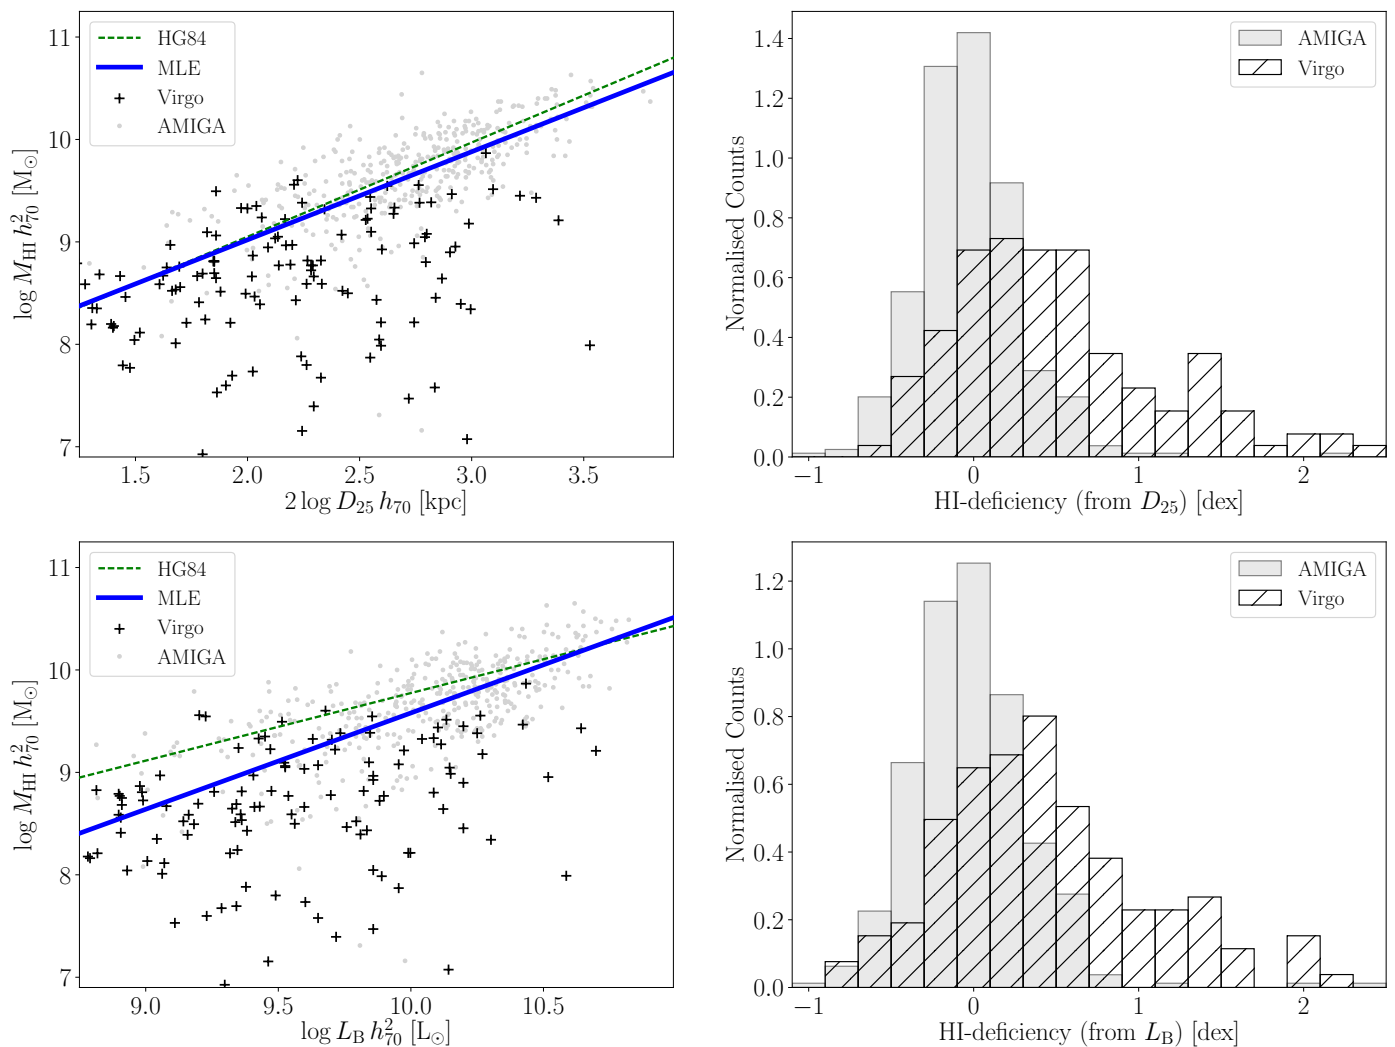 HG84
MLE
Virgo
AMIGA
11
10
9
8
7
log M_HI h²₇₀ [M⊙]
1.5 2.0 2.5 3.0 3.5
2 log D₂₅ h₇₀ [kpc]
AMIGA
Virgo
1.4
1.2
1.0
0.8
0.6
0.4
0.2
0.0
Normalised Counts
−1 0 1 2
HI-deficiency (from D₂₅) [dex]
HG84
MLE
Virgo
AMIGA
11
10
9
8
7
log M_HI h²₇₀ [M⊙]
9.0 9.5 10.0 10.5
log L_B h²₇₀ [L⊙]
AMIGA
Virgo
1.2
1.0
0.8
0.6
0.4
0.2
0.0
Normalised Counts
−1 0 1 2
HI-deficiency (from L_B) [dex]